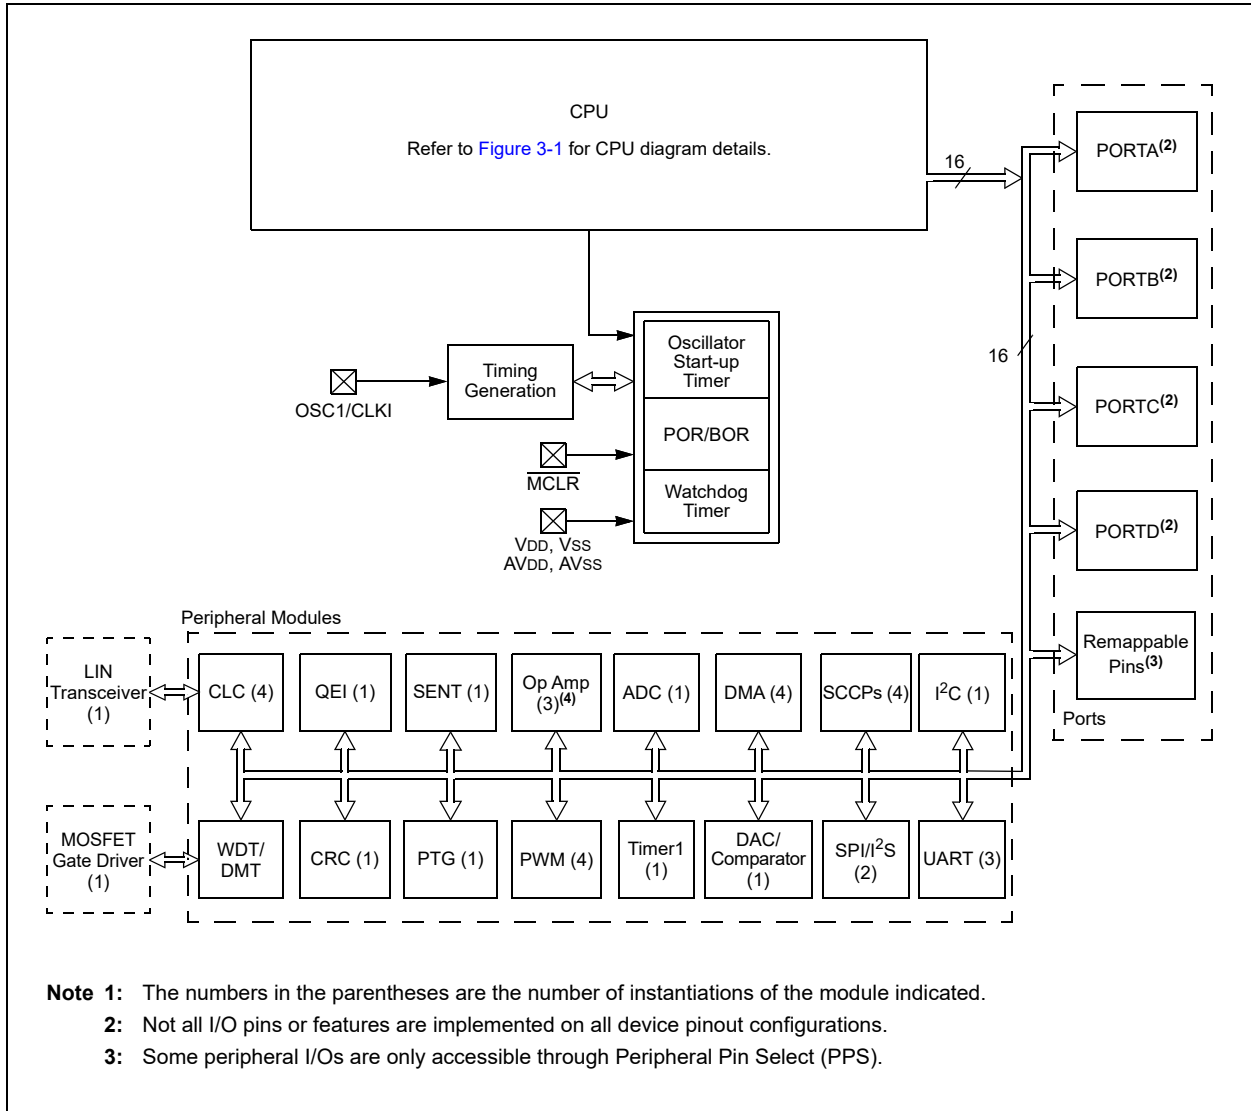 CPU
Refer to Figure 3-1 for CPU diagram details.
16
PORTA(2)
PORTB(2)
16
PORTC(2)
PORTD(2)
Remappable
Pins(3)
Ports
Oscillator
Start-up
Timer
POR/BOR
Watchdog
Timer
Timing
Generation
OSC1/CLKI
MCLR
VDD, VSS
AVDD, AVSS
Peripheral Modules
LIN
Transceiver
(1)
CLC (4)
QEI (1)
SENT (1)
Op Amp
(3)(4)
ADC (1)
DMA (4)
SCCPs (4)
I2C (1)
MOSFET
Gate Driver
(1)
WDT/
DMT
CRC (1)
PTG (1)
PWM (4)
Timer1
(1)
DAC/
Comparator
(1)
SPI/I2S
(2)
UART (3)
Note 1: The numbers in the parentheses are the number of instantiations of the module indicated.
2: Not all I/O pins or features are implemented on all device pinout configurations.
3: Some peripheral I/Os are only accessible through Peripheral Pin Select (PPS).